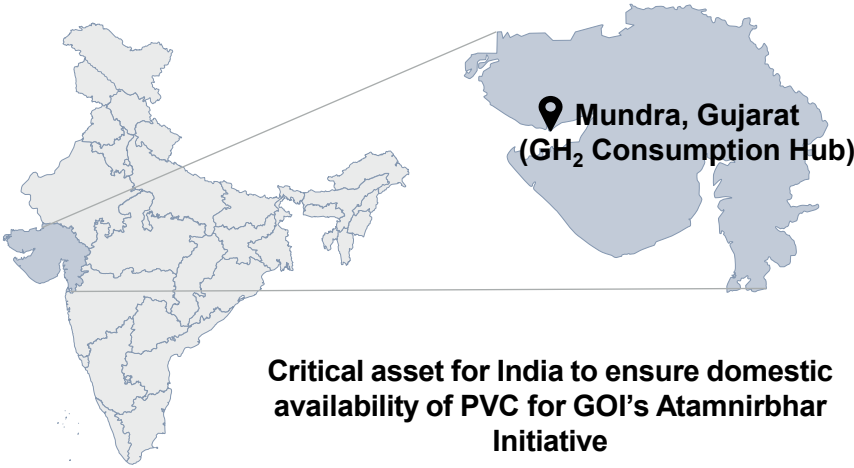 Mundra, Gujarat
(GH₂ Consumption Hub)
Critical asset for India to ensure domestic
availability of PVC for GOI's Atamnirbhar
Initiative